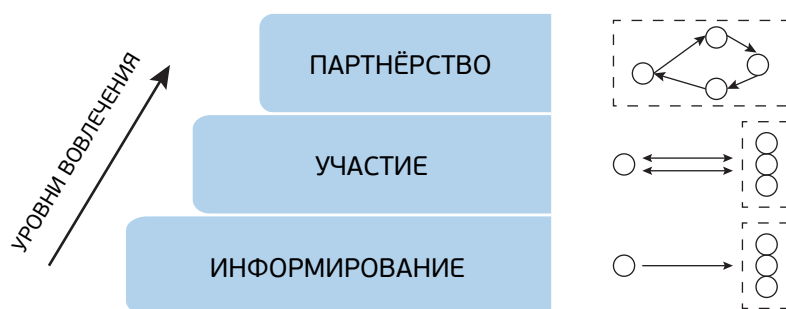 УРОВНИ ВОВЛЕЧЕНИЯ
ПАРТНЁРСТВО
УЧАСТИЕ
ИНФОРМИРОВАНИЕ